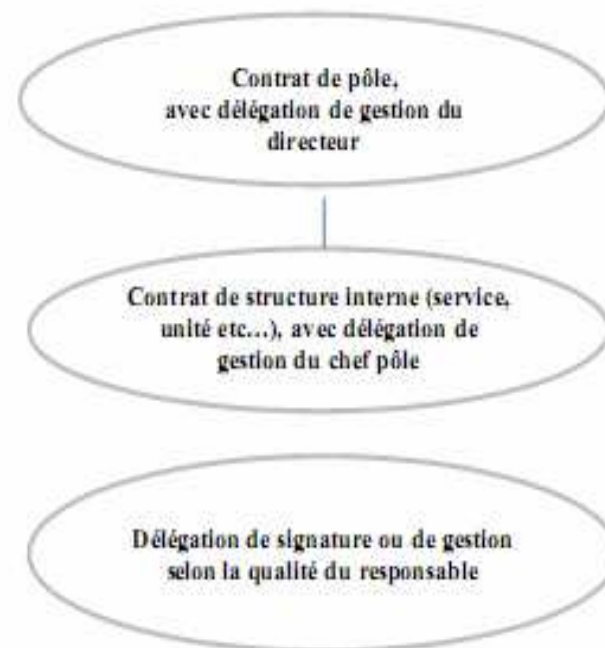 Contrat de pôle,
avec délégation de gestion du
directeur
Contrat de structure interne (service,
unité etc…), avec délégation de
gestion du chef pôle
Délégation de signature ou de gestion
selon la qualité du responsable